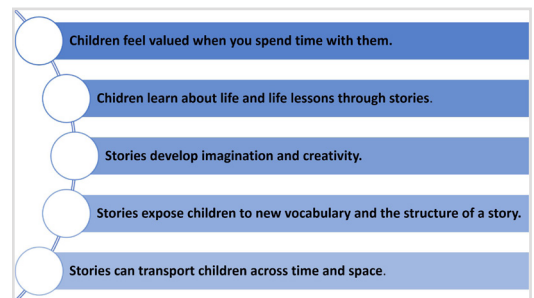 Children feel valued when you spend time with them.
Chidren learn about life and life lessons through stories.
Stories develop imagination and creativity.
Stories expose children to new vocabulary and the structure of a story.
Stories can transport children across time and space.